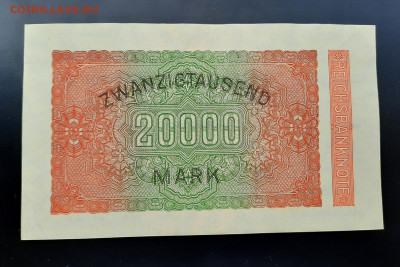 COINS.LAVE.RU
ZWANZIGTAUSEND
20000
MARK
REICHSBANKNOTE